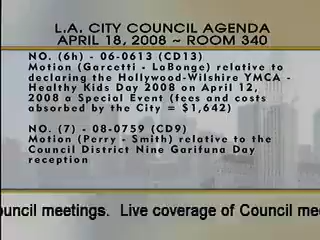 L.A. CITY COUNCIL AGENDA
APRIL 18, 2008 ~ ROOM 340
NO. (6h) - 06-0613 (CD13)
Motion (Garcetti - LaBonge) relative to
declaring the Hollywood-Wilshire YMCA -
Healthy Kids Day 2008 on April 12,
2008 a Special Event (fees and costs
absorbed by the City = $1,642)
NO. (7) - 08-0759 (CD9)
Motion (Perry - Smith) relative to the
Council District Nine Garifuna Day
reception
ouncil meetings.  Live coverage of Council mee